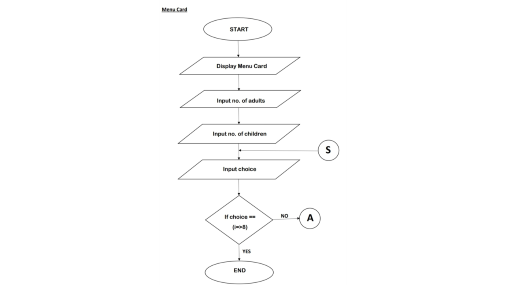 Menu Card
START
Display Menu Card
Input no. of adults
Input no. of children
S
Input choice
If choice ==
(i=>8)
NO
A
YES
END